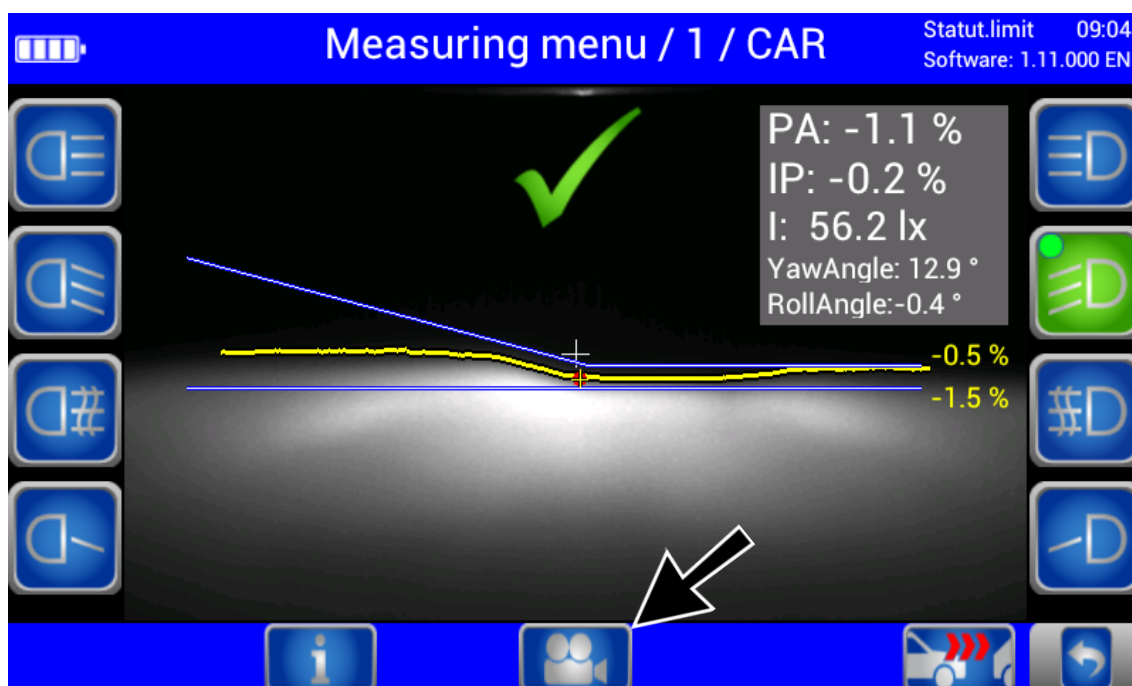 Measuring menu / 1 / CAR
Statut.limit 09:04
Software: 1.11.000 EN
PA: -1.1 %
IP: -0.2 %
I: 56.2 lx
YawAngle: 12.9 °
RollAngle:-0.4 °
-0.5 %
-1.5 %
i